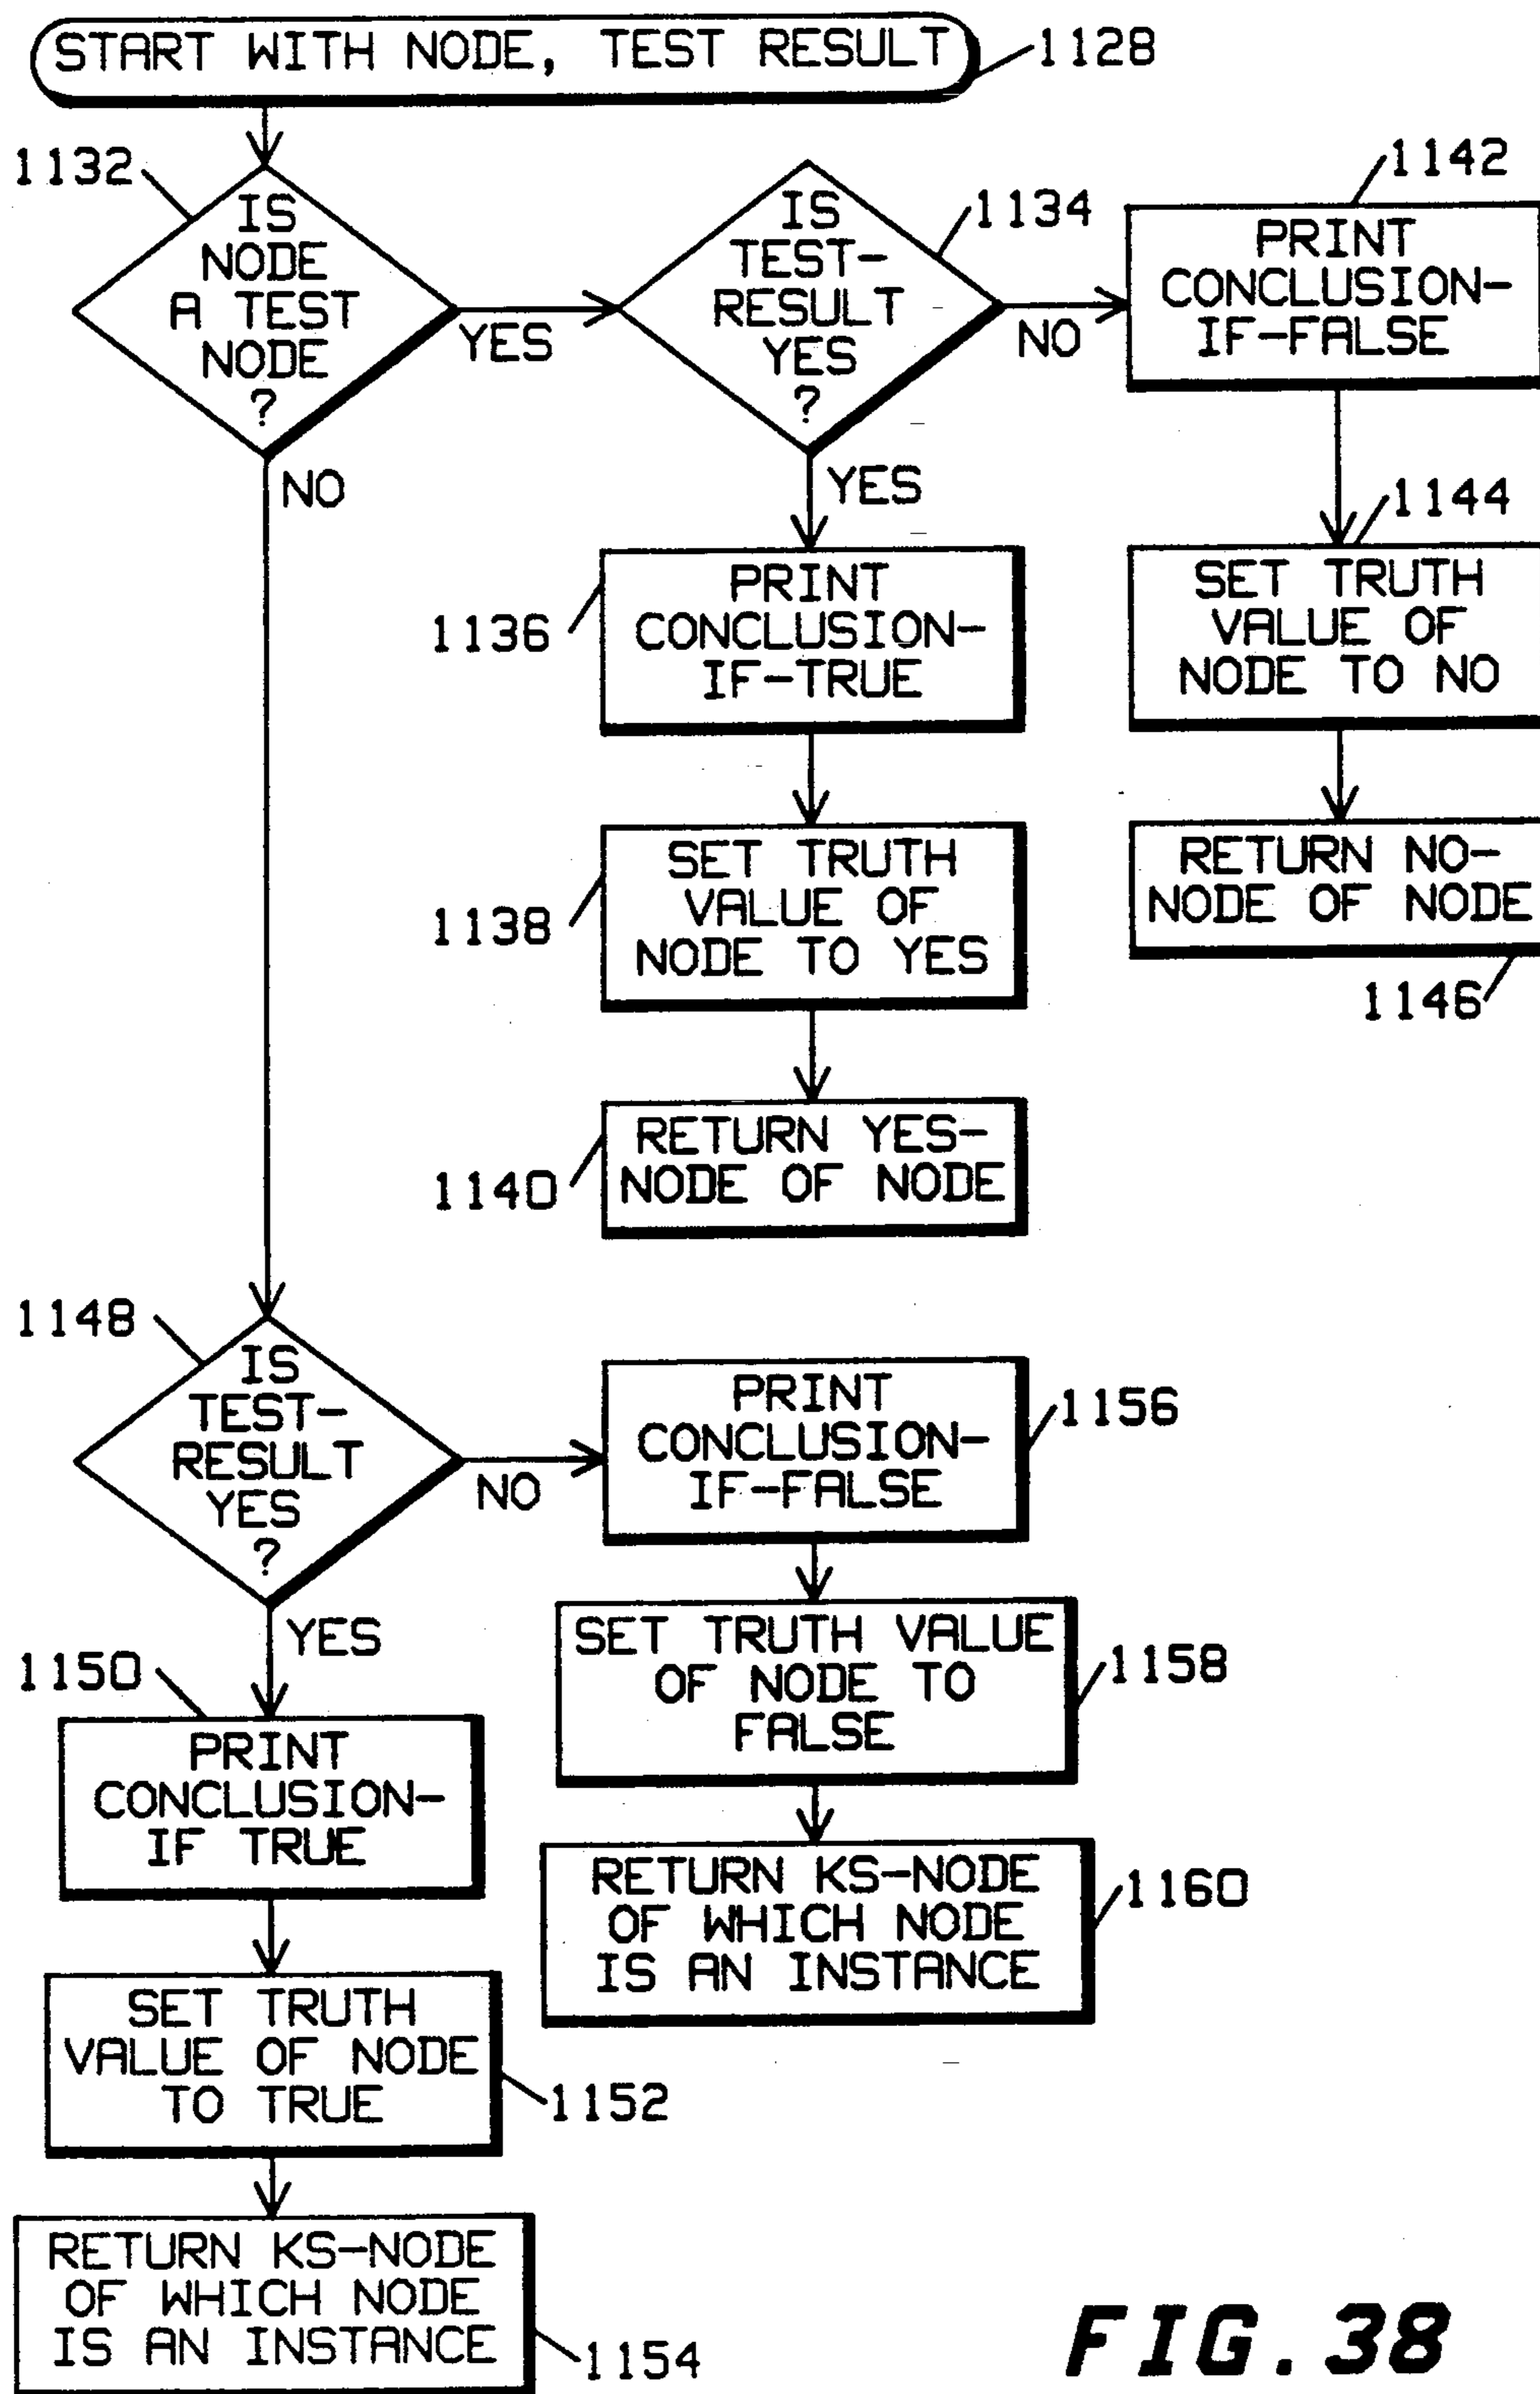 START WITH NODE, TEST RESULT
1128
1132
IS
NODE
A TEST
NODE
?
YES
NO
IS
TEST-
RESULT
YES
?
1134
NO
YES
1142
PRINT
CONCLUSION-
IF-FALSE
1144
SET TRUTH
VALUE OF
NODE TO NO
RETURN NO-
NODE OF NODE
1146
1136
PRINT
CONCLUSION-
IF-TRUE
1138
SET TRUTH
VALUE OF
NODE TO YES
1140
RETURN YES-
NODE OF NODE
1148
IS
TEST-
RESULT
YES
?
NO
YES
PRINT
CONCLUSION-
IF-FALSE
1156
SET TRUTH VALUE
OF NODE TO
FALSE
1158
RETURN KS-NODE
OF WHICH NODE
IS AN INSTANCE
1160
1150
PRINT
CONCLUSION-
IF TRUE
SET TRUTH
VALUE OF NODE
TO TRUE
1152
RETURN KS-NODE
OF WHICH NODE
IS AN INSTANCE
1154
FIG. 38